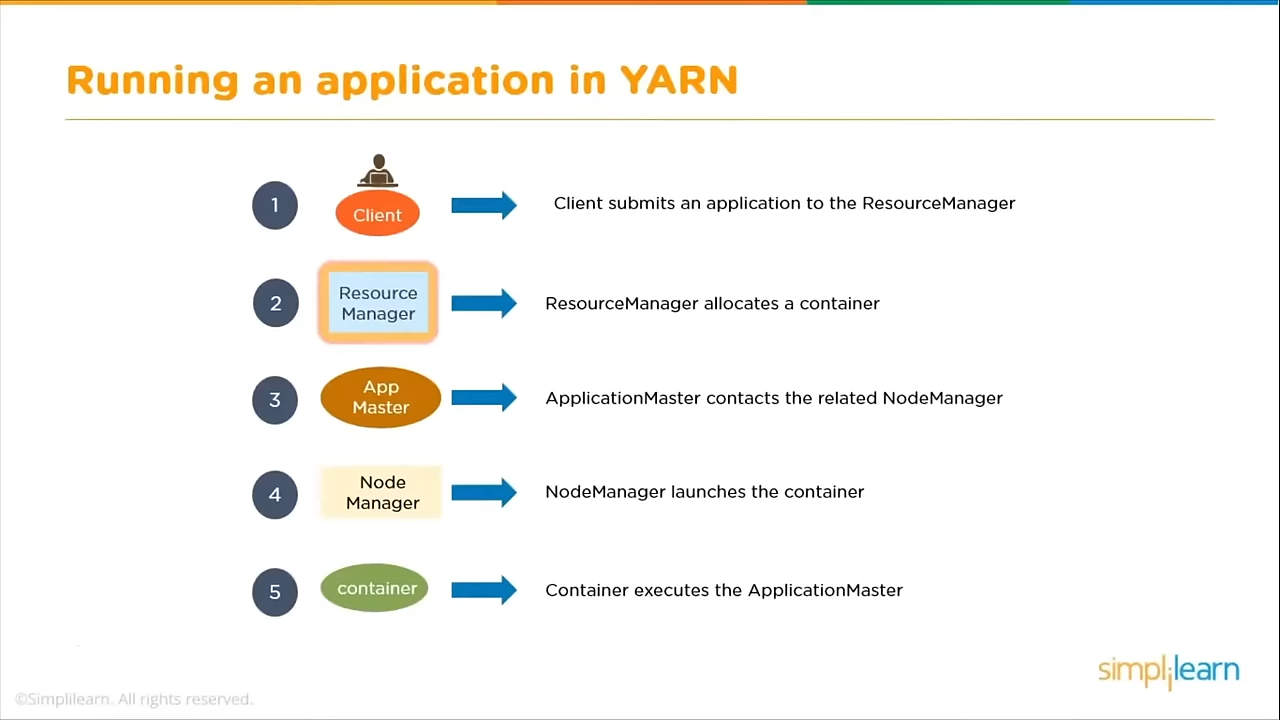 Running an application in YARN
1
Client
Client submits an application to the ResourceManager
2
Resource
Manager
ResourceManager allocates a container
3
App
Master
ApplicationMaster contacts the related NodeManager
4
Node
Manager
NodeManager launches the container
5
container
Container executes the ApplicationMaster
simplilearn
©Simplilearn. All rights reserved.